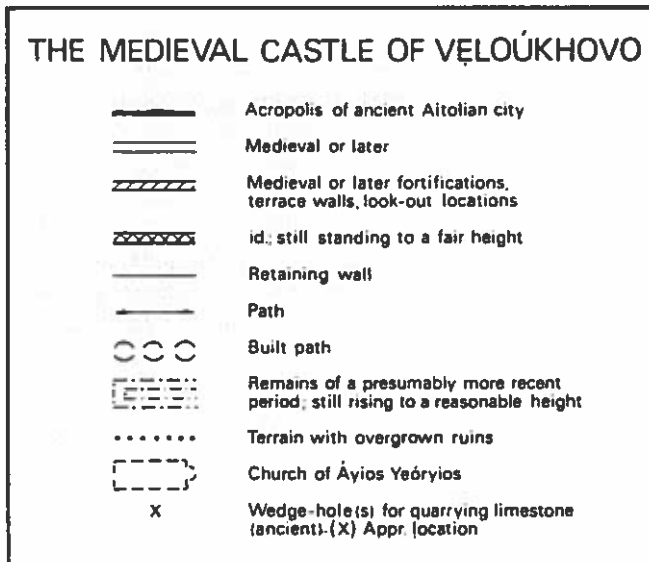 THE MEDIEVAL CASTLE OF VẸLOÚKHOVO
Acropolis of ancient Aitolian city
Medieval or later
Medieval or later fortifications,
terrace walls, look-out locations
id.; still standing to a fair height
Retaining wall
Path
Built path
Remains of a presumably more recent
period; still rising to a reasonable height
Terrain with overgrown ruins
Church of Áyios Yeóryios
X Wedge-hole(s) for quarrying limestone
(ancient)-(X) Appr. location